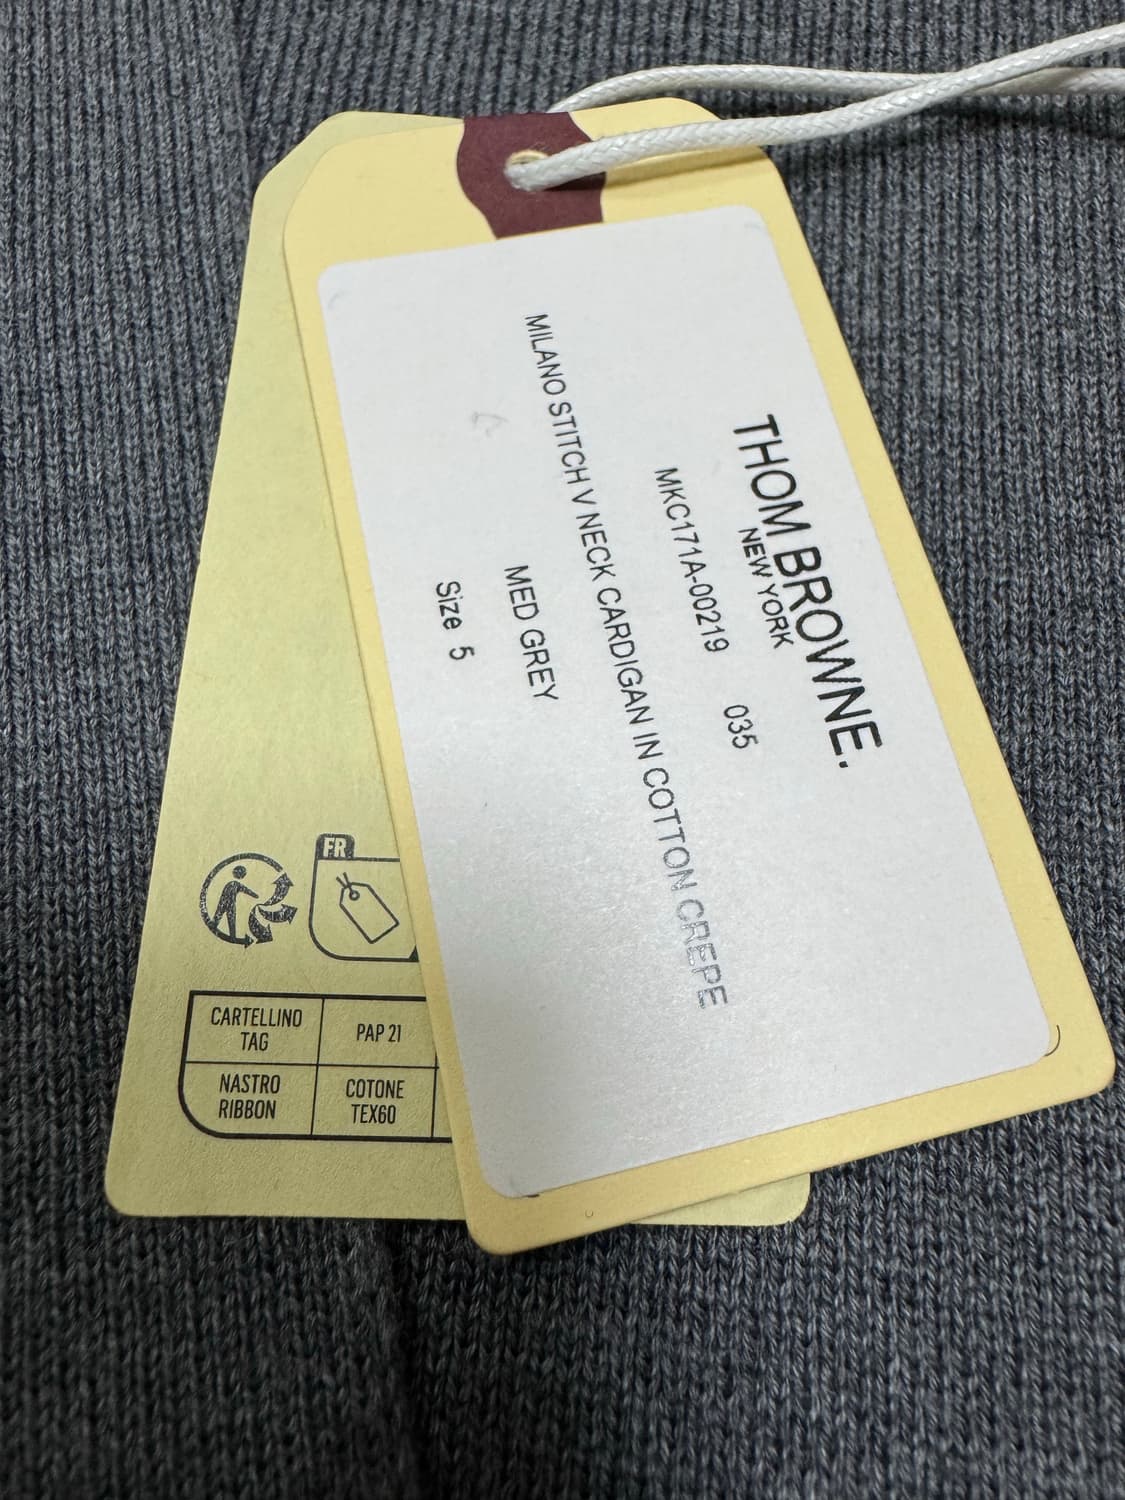 THOM BROWNE.
NEW YORK
MKC171A-00219 035
MILANO STITCH V NECK CARDIGAN IN COTTON CREPE
MED GREY
Size 5
FR
CARTELLINO
TAG
PAP 21
NASTRO
RIBBON
COTONE
TEX60